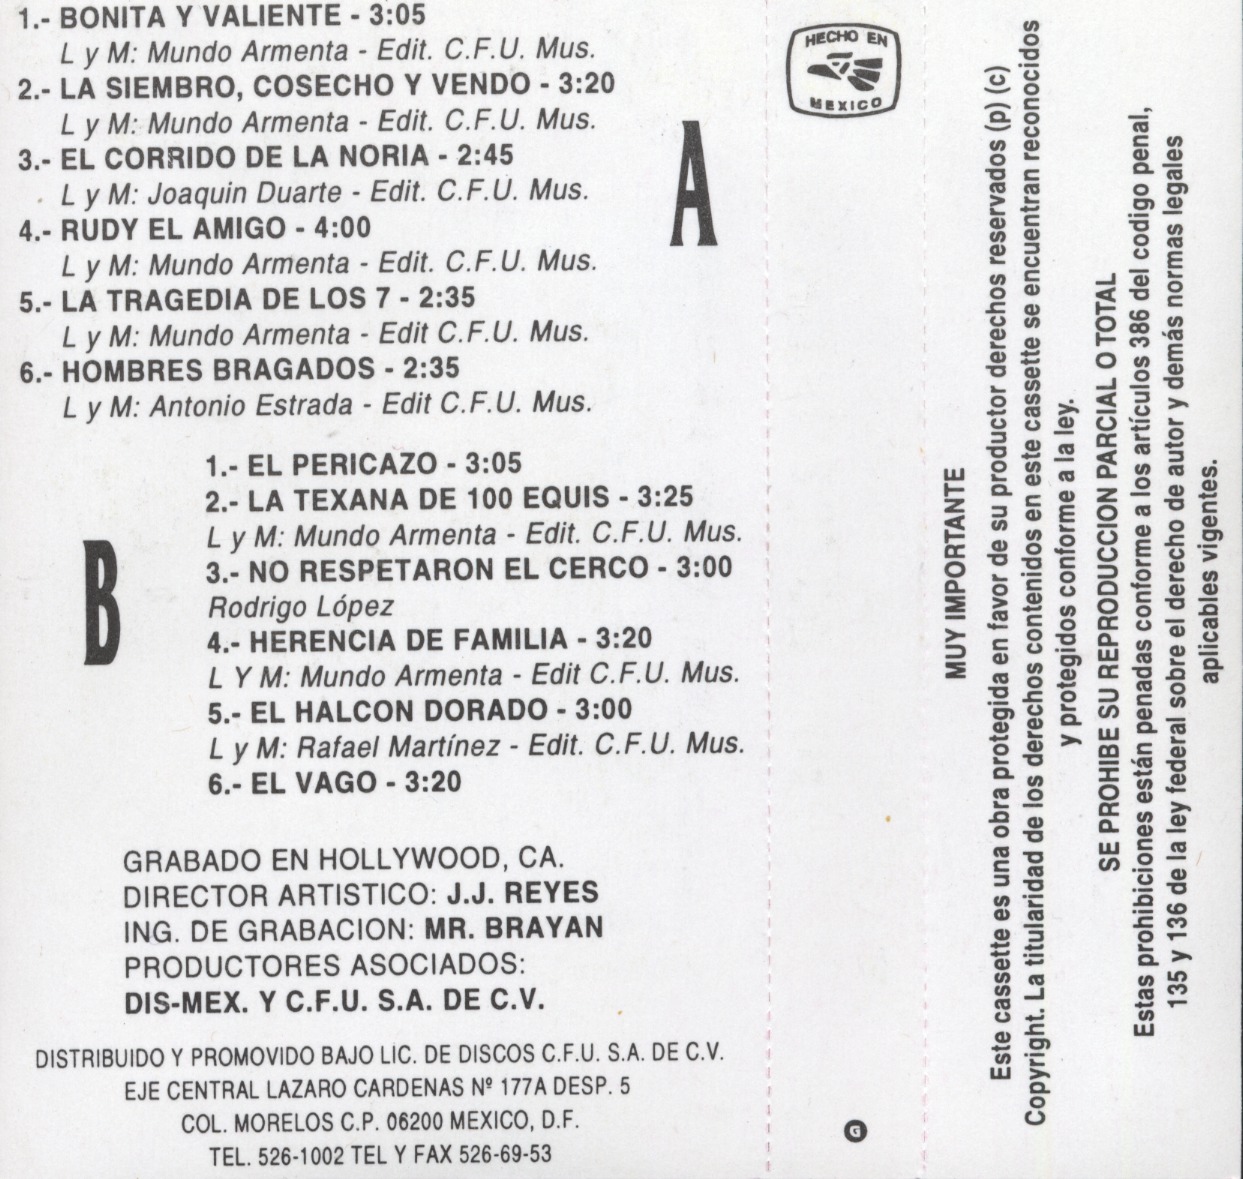 1.- BONITA Y VALIENTE - 3:05
L y M: Mundo Armenta - Edit. C.F.U. Mus.
2.- LA SIEMBRO, COSECHO Y VENDO - 3:20
L y M: Mundo Armenta - Edit. C.F.U. Mus.
3.- EL CORRIDO DE LA NORIA - 2:45
L y M: Joaquin Duarte - Edit. C.F.U. Mus.
4.- RUDY EL AMIGO - 4:00
L y M: Mundo Armenta - Edit. C.F.U. Mus.
5.- LA TRAGEDIA DE LOS 7 - 2:35
L y M: Mundo Armenta - Edit. C.F.U. Mus.
6.- HOMBRES BRAGADOS - 2:35
L y M: Antonio Estrada - Edit C.F.U. Mus.
A
B
1.- EL PERICAZO - 3:05
2.- LA TEXANA DE 100 EQUIS - 3:25
L y M: Mundo Armenta - Edit. C.F.U. Mus.
3.- NO RESPETARON EL CERCO - 3:00
Rodrigo López
4.- HERENCIA DE FAMILIA - 3:20
L Y M: Mundo Armenta - Edit C.F.U. Mus.
5.- EL HALCON DORADO - 3:00
L y M: Rafael Martínez - Edit. C.F.U. Mus.
6.- EL VAGO - 3:20
GRABADO EN HOLLYWOOD, CA.
DIRECTOR ARTISTICO: J.J. REYES
ING. DE GRABACION: MR. BRAYAN
PRODUCTORES ASOCIADOS:
DIS-MEX. Y C.F.U. S.A. DE C.V.
DISTRIBUIDO Y PROMOVIDO BAJO LIC. DE DISCOS C.F.U. S.A. DE C.V.
EJE CENTRAL LAZARO CARDENAS Nº 177A DESP. 5
COL. MORELOS C.P. 06200 MEXICO, D.F.
TEL. 526-1002 TEL Y FAX 526-69-53
HECHO EN
MEXICO
G
MUY IMPORTANTE
Este cassette es una obra protegida en favor de su productor derechos reservados (p) (c)
Copyright. La titularidad de los derechos contenidos en este cassette se encuentran reconocidos
y protegidos conforme a la ley.
SE PROHIBE SU REPRODUCCION PARCIAL O TOTAL
Estas prohibiciones están penadas conforme a los artículos 386 del codigo penal,
135 y 136 de la ley federal sobre el derecho de autor y demás normas legales
aplicables vigentes.